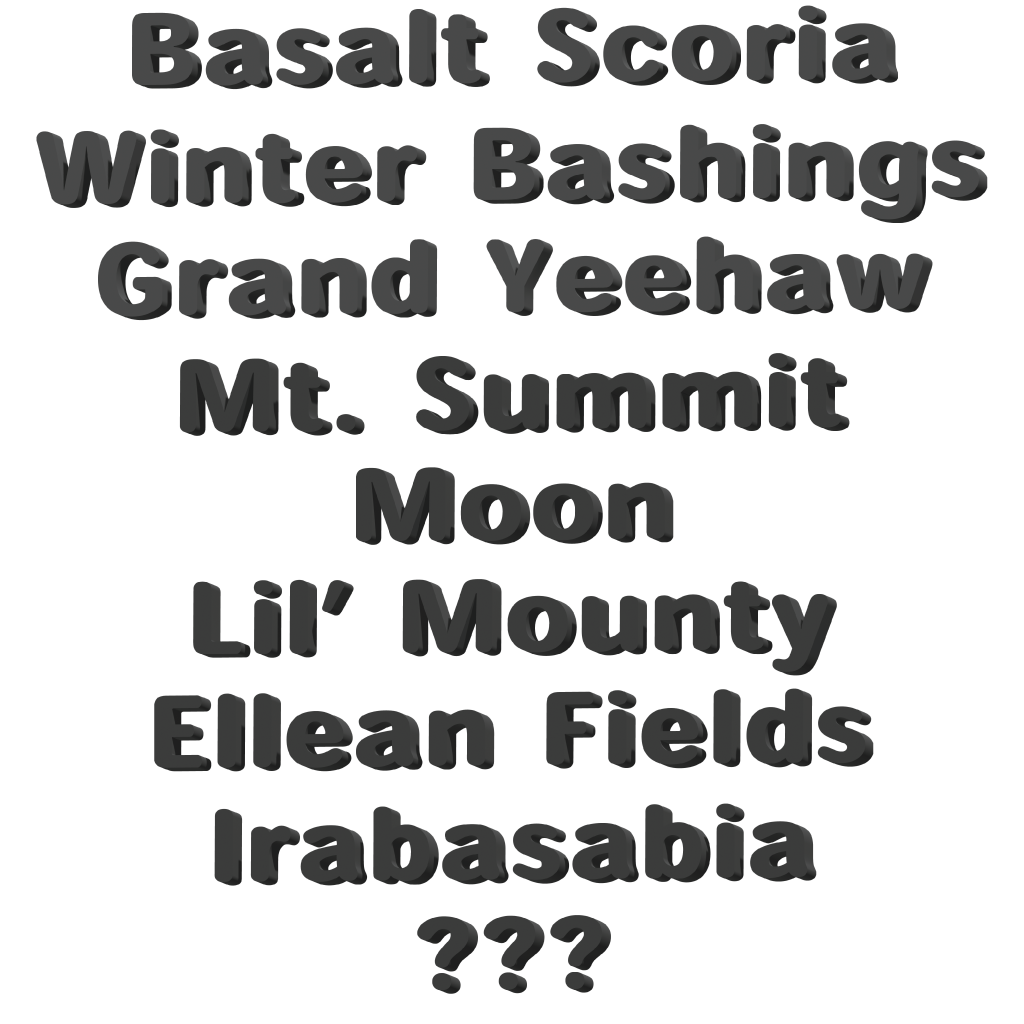 Basalt Scoria
Winter Bashings
Grand Yeehaw
Mt. Summit
Moon
Lil’ Mounty
Ellean Fields
Irabasabia
???